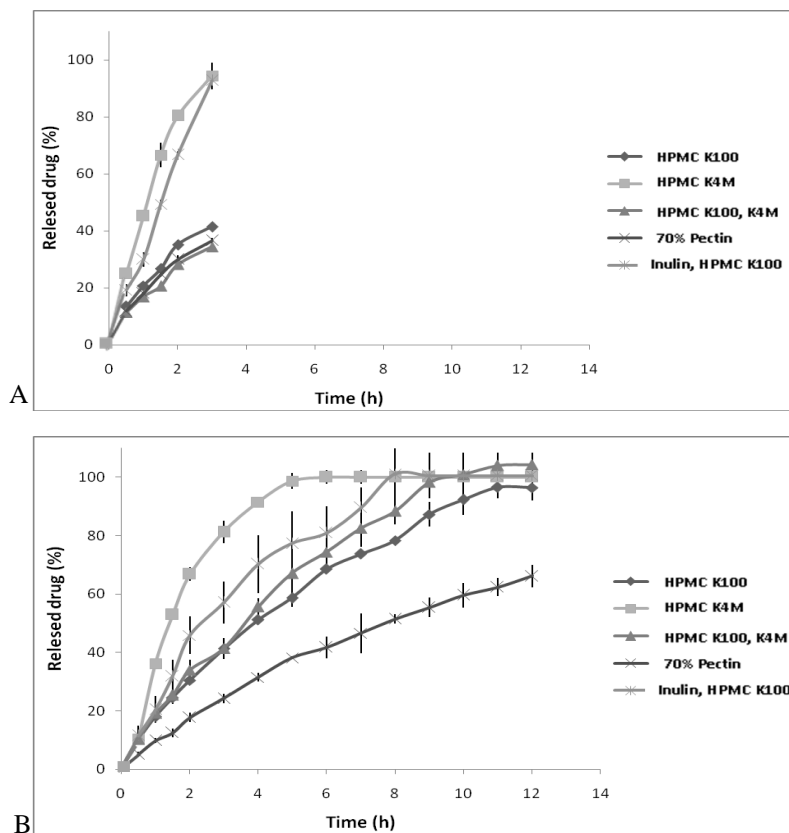 100
80
60
40
20
0
Relesed drug (%)
0 2 4 6 8 10 12 14
Time (h)
HPMC K100
HPMC K4M
HPMC K100, K4M
70% Pectin
Inulin, HPMC K100
A
100
80
60
40
20
0
Relesed drug (%)
0 2 4 6 8 10 12 14
Time (h)
HPMC K100
HPMC K4M
HPMC K100, K4M
70% Pectin
Inulin, HPMC K100
B